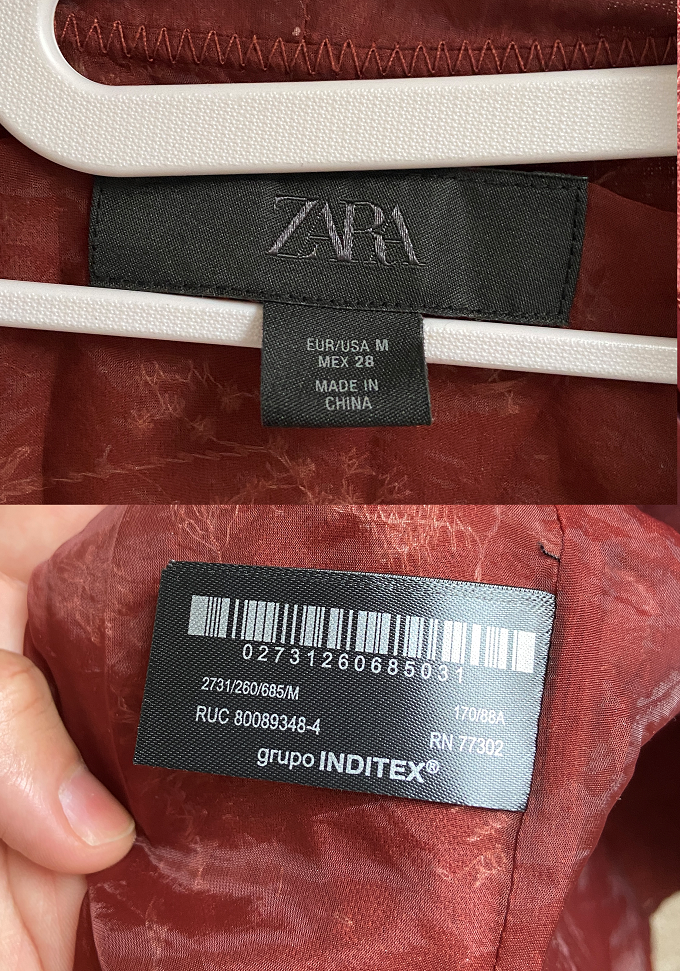 ZARA
EUR/USA M
MEX 28
MADE IN
CHINA
02731260685031
2731/260/685/M
170/88A
RUC 80089348-4
RN 77302
grupo INDITEX®